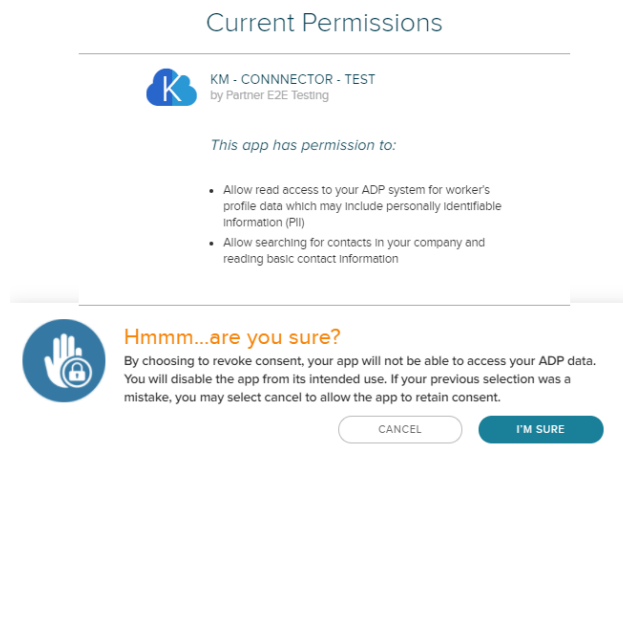 Current Permissions
K
KM - CONNNECTOR - TEST
by Partner E2E Testing
This app has permission to:
• Allow read access to your ADP system for worker's
profile data which may include personally identifiable
information (PII)
• Allow searching for contacts in your company and
reading basic contact information
Hmmm...are you sure?
By choosing to revoke consent, your app will not be able to access your ADP data.
You will disable the app from its intended use. If your previous selection was a
mistake, you may select cancel to allow the app to retain consent.
CANCEL
I'M SURE